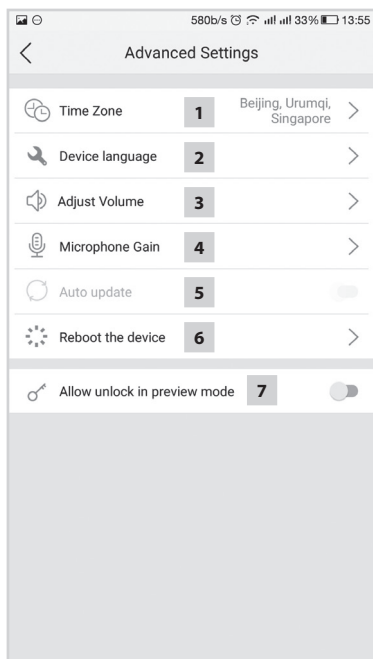 580b/s 33% 13:55
Advanced Settings
Time Zone 1 Beijing, Urumqi,
Singapore
Device language 2
Adjust Volume 3
Microphone Gain 4
Auto update 5
Reboot the device 6
Allow unlock in preview mode 7